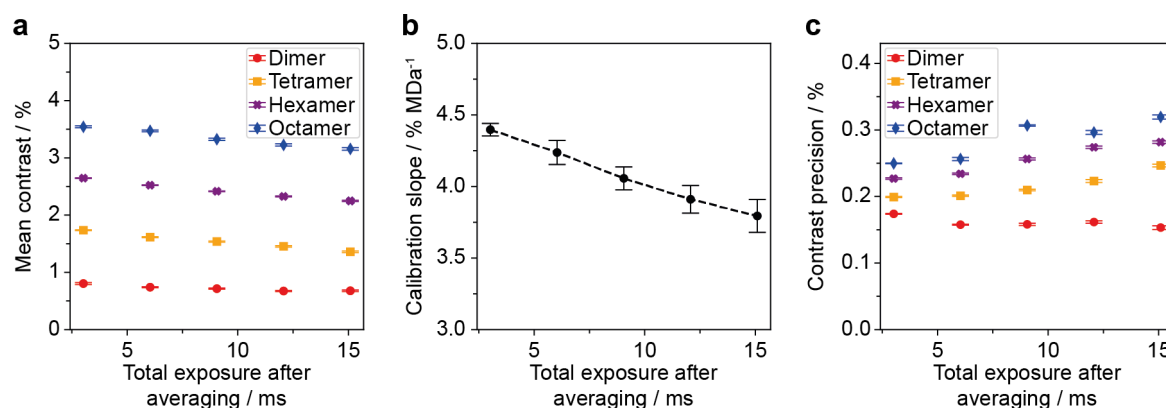 a
Mean contrast / %
5
4
3
2
1
0
Dimer
Tetramer
Hexamer
Octamer
5
10
15
Total exposure after
averaging / ms
b
Calibration slope / % MDa⁻¹
5.0
4.5
4.0
3.5
3.0
5
10
15
Total exposure after
averaging / ms
c
Contrast precision / %
0.4
0.3
0.2
0.1
0.0
Dimer
Tetramer
Hexamer
Octamer
5
10
15
Total exposure after
averaging / ms